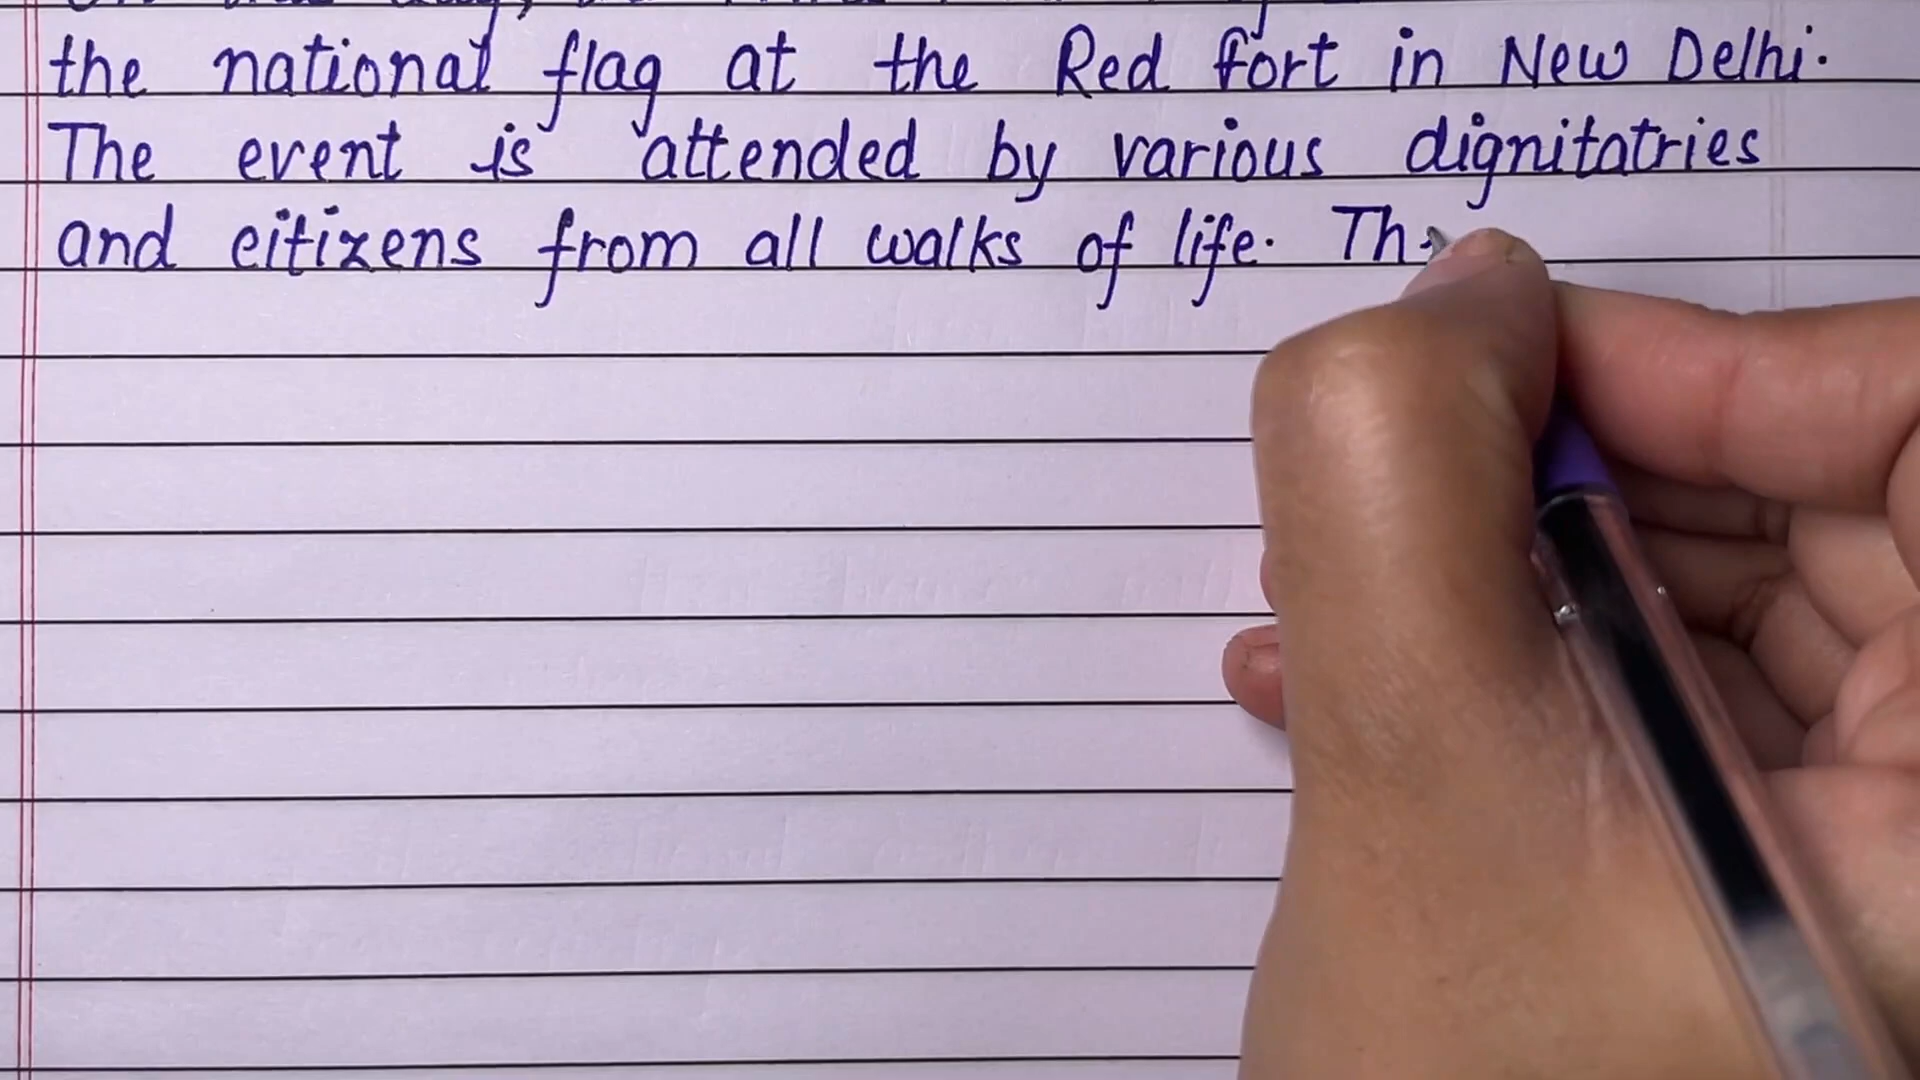 the national flag at the Red fort in New Delhi.
The event is attended by various dignitatries
and eitizens from all walks of life. Th